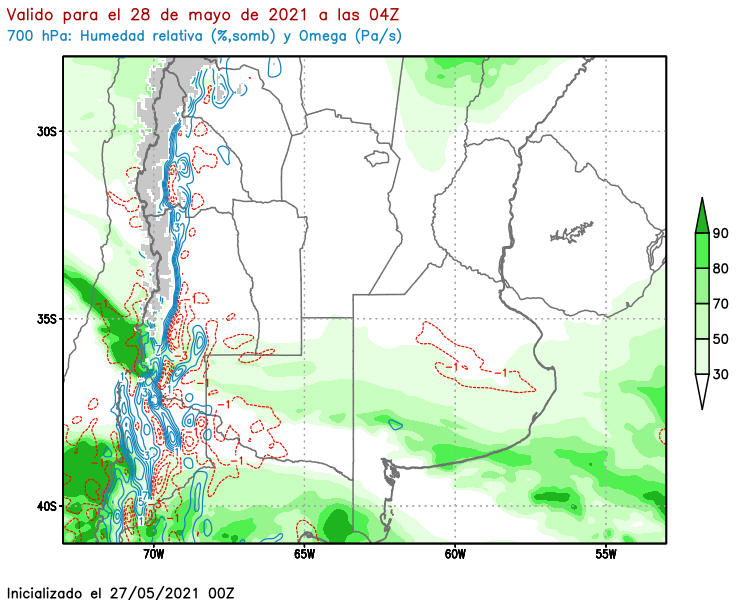 Valido para el 28 de mayo de 2021 a las 04Z
700 hPa: Humedad relativa (%,somb) y Omega (Pa/s)
30S
35S
40S
70W
65W
60W
55W
90
80
70
50
30
-1
-1
-1
-3
Inicializado el 27/05/2021 00Z